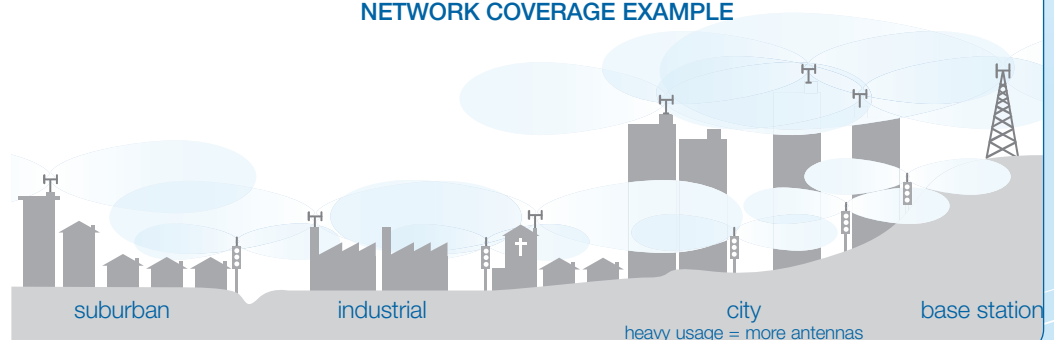 NETWORK COVERAGE EXAMPLE
suburban
industrial
city
base station
heavy usage = more antennas